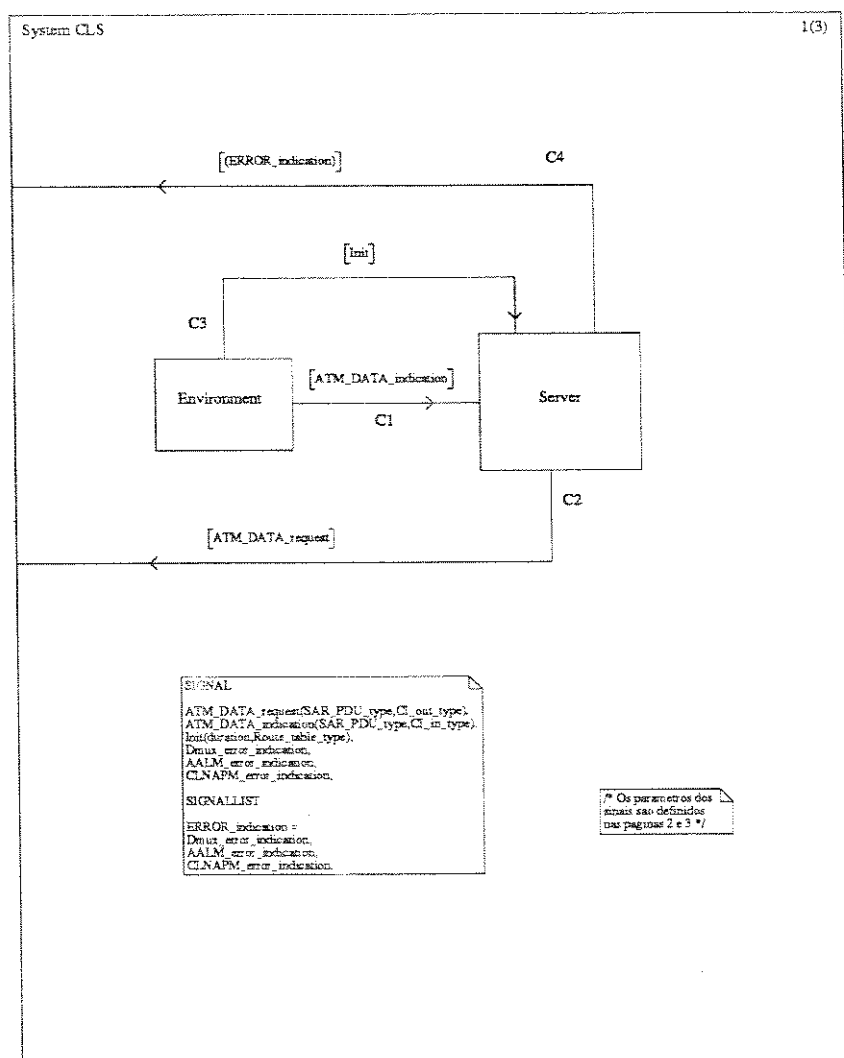 System CLS
1(3)
[(ERROR_indication)]
C4
[Init]
C3
[ATM_DATA_indication]
Environment
Server
C1
C2
[ATM_DATA_request]
SIGNAL
ATM_DATA_request(SAR_PDU_type,CI_out_type),
ATM_DATA_indication(SAR_PDU_type,CI_in_type),
Init(duration,Route_table_type),
Dmux_error_indication,
AALM_error_indication,
CLNAPM_error_indication,
SIGNALLIST
ERROR_indication =
Dmux_error_indication,
AALM_error_indication,
CLNAPM_error_indication.
/* Os parametros dos
sinais sao definidos
nas paginas 2 e 3 */